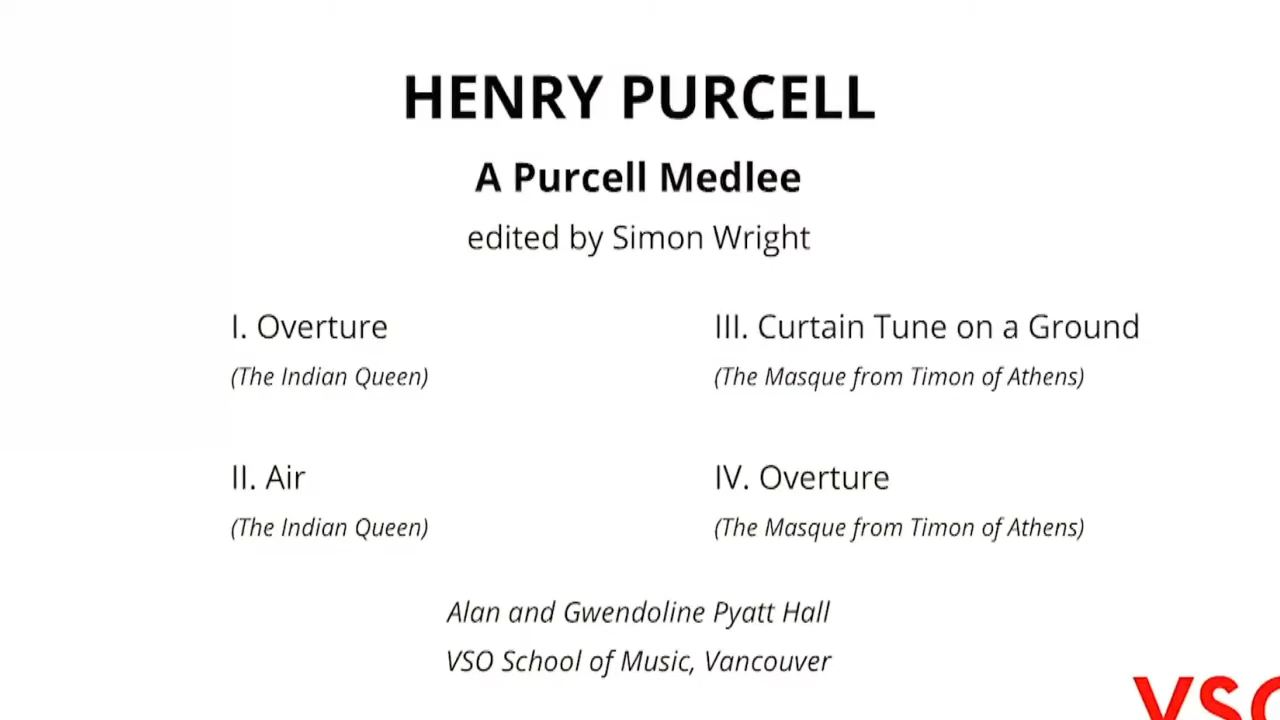 HENRY PURCELL
A Purcell Medlee
edited by Simon Wright
I. Overture
(The Indian Queen)
II. Air
(The Indian Queen)
III. Curtain Tune on a Ground
(The Masque from Timon of Athens)
IV. Overture
(The Masque from Timon of Athens)
Alan and Gwendoline Pyatt Hall
VSO School of Music, Vancouver
VSO